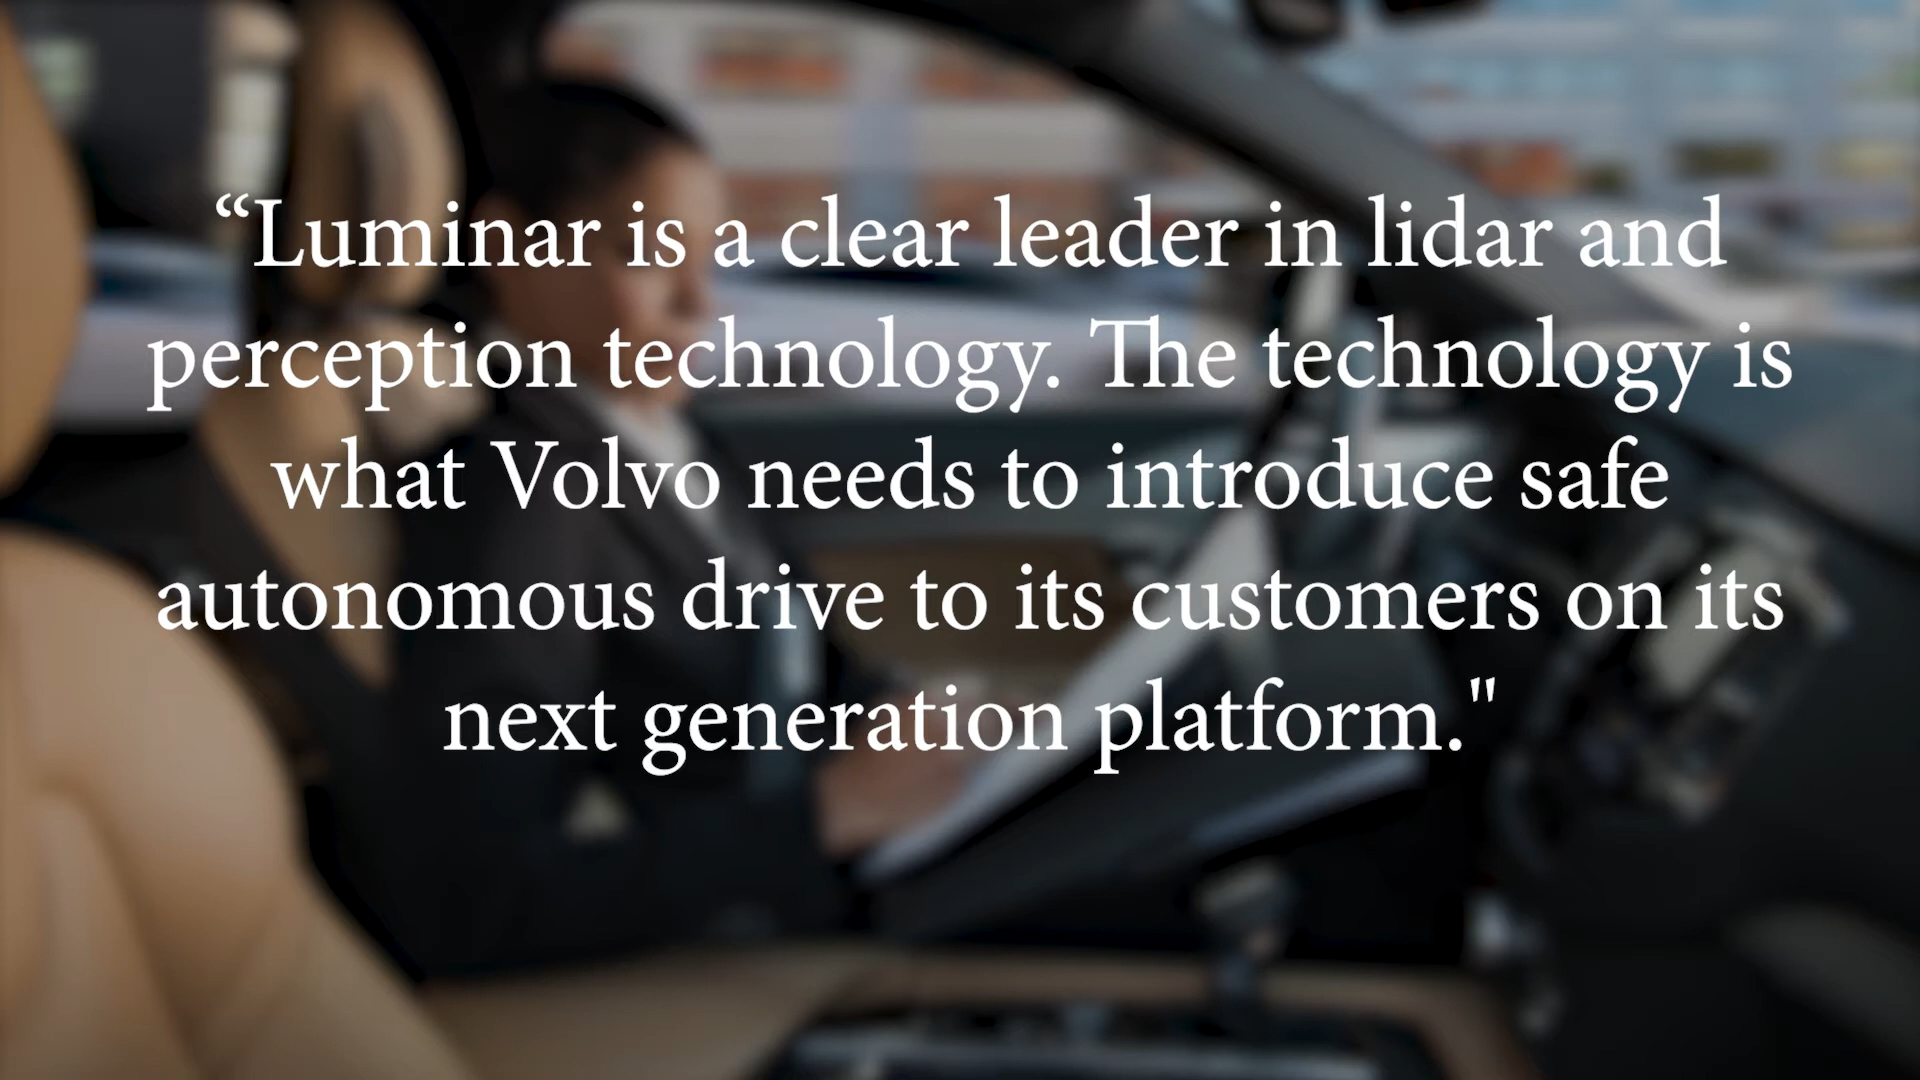 “Luminar is a clear leader in lidar and
perception technology. The technology is
what Volvo needs to introduce safe
autonomous drive to its customers on its
next generation platform."